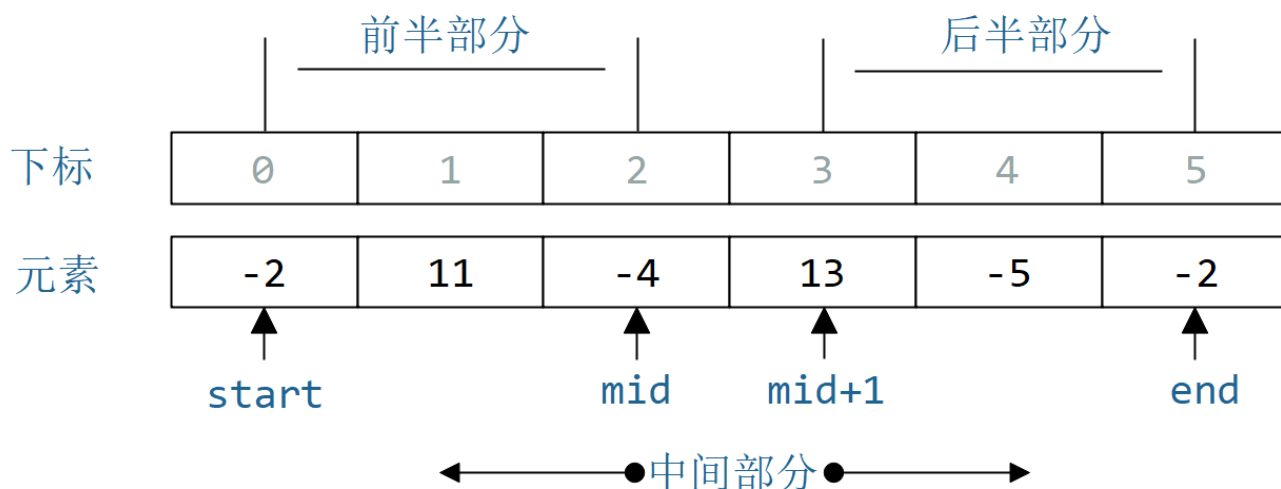 前半部分 后半部分
下标 0 1 2 3 4 5
元素 -2 11 -4 13 -5 -2
start mid mid+1 end
中间部分